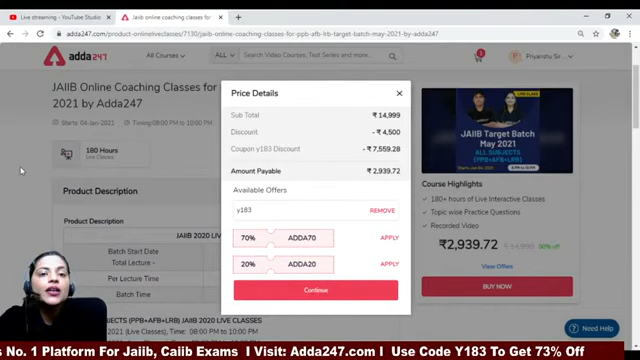 Live streaming - YouTube Studio
Jaiib online coaching classes for
adda247.com/product-onlineliveclasses/7130/jaiib-online-coaching-classes-for-ppb-afb-lrb-target-batch-may-2021-by-adda247
adda247
All Courses
ALL
Search Video Courses, Test Series and more
Priyanshu Sir ...
JAIIB Online Coaching Classes for
2021 by Adda247
Starts: 04-Jan-2021
Timing: 08:00 PM to 10:00 PM
180 Hours
Live Classes
Product Description
Product Description
JAIIB 2020 LIVE
Batch Start Date
Total Lecture -
Per Lecture Time
Batch Time
SUBJECTS (PPB+AFB+LRB) JAIIB 2020 LIVE CLASSES
(Live Classes), Time: 08:00 PM to 10:00 PM
Price Details
Sub Total ₹ 14,999
Discount - ₹ 4,500
Coupon y183 Discount - ₹ 7,559.28
Amount Payable ₹ 2,939.72
Available Offers
y183 REMOVE
70% ADDA70 APPLY
20% ADDA20 APPLY
Continue
LIVE CLASS
JAIIB Target Batch
May 2021
ALL SUBJECTS
(PPB+AFB+LRB)
Course Highlights
180+ hours of Live Interactive Classes
Topic wise Practice Questions
Recorded Video
₹2,939.72 ₹ 14,999 80% off
View Offers
BUY NOW
Need Help
s No. 1 Platform For Jaiib, Caiib Exams I Visit: Adda247.com I Use Code Y183 To Get 73% Off